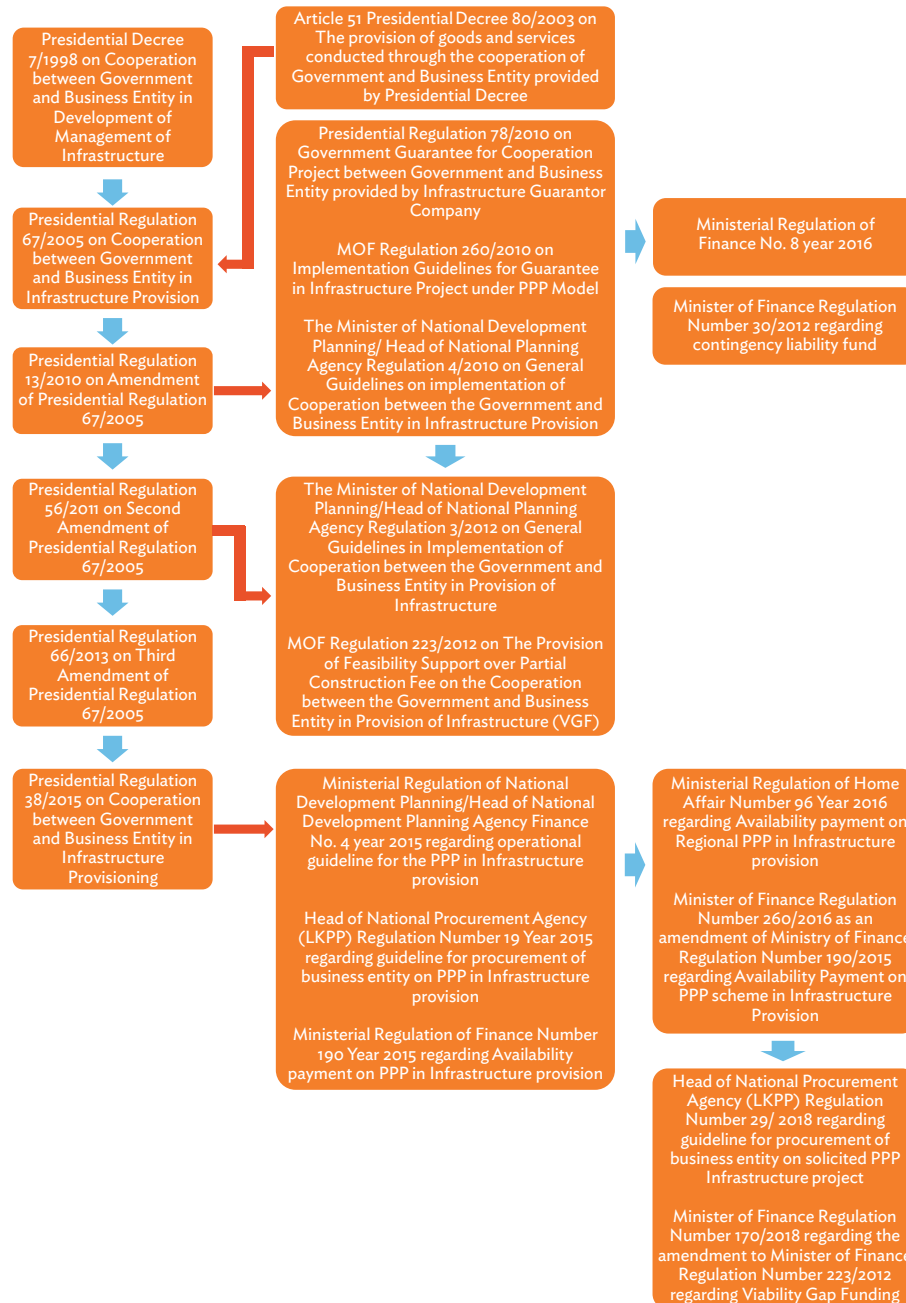 Presidential Decree
7/1998 on Cooperation
between Government
and Business Entity in
Development of
Management of
Infrastructure
Presidential Regulation
67/2005 on Cooperation
between Government
and Business Entity in
Infrastructure Provision
Presidential Regulation
13/2010 on Amendment
of Presidential Regulation
67/2005
Presidential Regulation
56/2011 on Second
Amendment of
Presidential Regulation
67/2005
Presidential Regulation
66/2013 on Third
Amendment of
Presidential Regulation
67/2005
Presidential Regulation
38/2015 on Cooperation
between Government
and Business Entity in
Infrastructure
Provisioning
Article 51 Presidential Decree 80/2003 on
The provision of goods and services
conducted through the cooperation of
Government and Business Entity provided
by Presidential Decree
Presidential Regulation 78/2010 on
Government Guarantee for Cooperation
Project between Government and Business
Entity provided by Infrastructure Guarantor
Company
MOF Regulation 260/2010 on
Implementation Guidelines for Guarantee
in Infrastructure Project under PPP Model
The Minister of National Development
Planning/ Head of National Planning
Agency Regulation 4/2010 on General
Guidelines on implementation of
Cooperation between the Government and
Business Entity in Infrastructure Provision
The Minister of National Development
Planning/Head of National Planning
Agency Regulation 3/2012 on General
Guidelines in Implementation of
Cooperation between the Government and
Business Entity in Provision of
Infrastructure
MOF Regulation 223/2012 on The Provision
of Feasibility Support over Partial
Construction Fee on the Cooperation
between the Government and Business
Entity in Provision of Infrastructure (VGF)
Ministerial Regulation of National
Development Planning/Head of National
Development Planning Agency Finance
No. 4 year 2015 regarding operational
guideline for the PPP in Infrastructure
provision
Head of National Procurement Agency
(LKPP) Regulation Number 19 Year 2015
regarding guideline for procurement of
business entity on PPP in Infrastructure
provision
Ministerial Regulation of Finance Number
190 Year 2015 regarding Availability
payment on PPP in Infrastructure provision
Ministerial Regulation of
Finance No. 8 year 2016
Minister of Finance Regulation
Number 30/2012 regarding
contingency liability fund
Ministerial Regulation of Home
Affair Number 96 Year 2016
regarding Availability payment on
Regional PPP in Infrastructure
provision
Minister of Finance Regulation
Number 260/2016 as an
amendment of Ministry of Finance
Regulation Number 190/2015
regarding Availability Payment on
PPP scheme in Infrastructure
Provision
Head of National Procurement
Agency (LKPP) Regulation
Number 29/ 2018 regarding
guideline for procurement of
business entity on solicited PPP
Infrastructure project
Minister of Finance Regulation
Number 170/2018 regarding the
amendment to Minister of Finance
Regulation Number 223/2012
regarding Viability Gap Funding